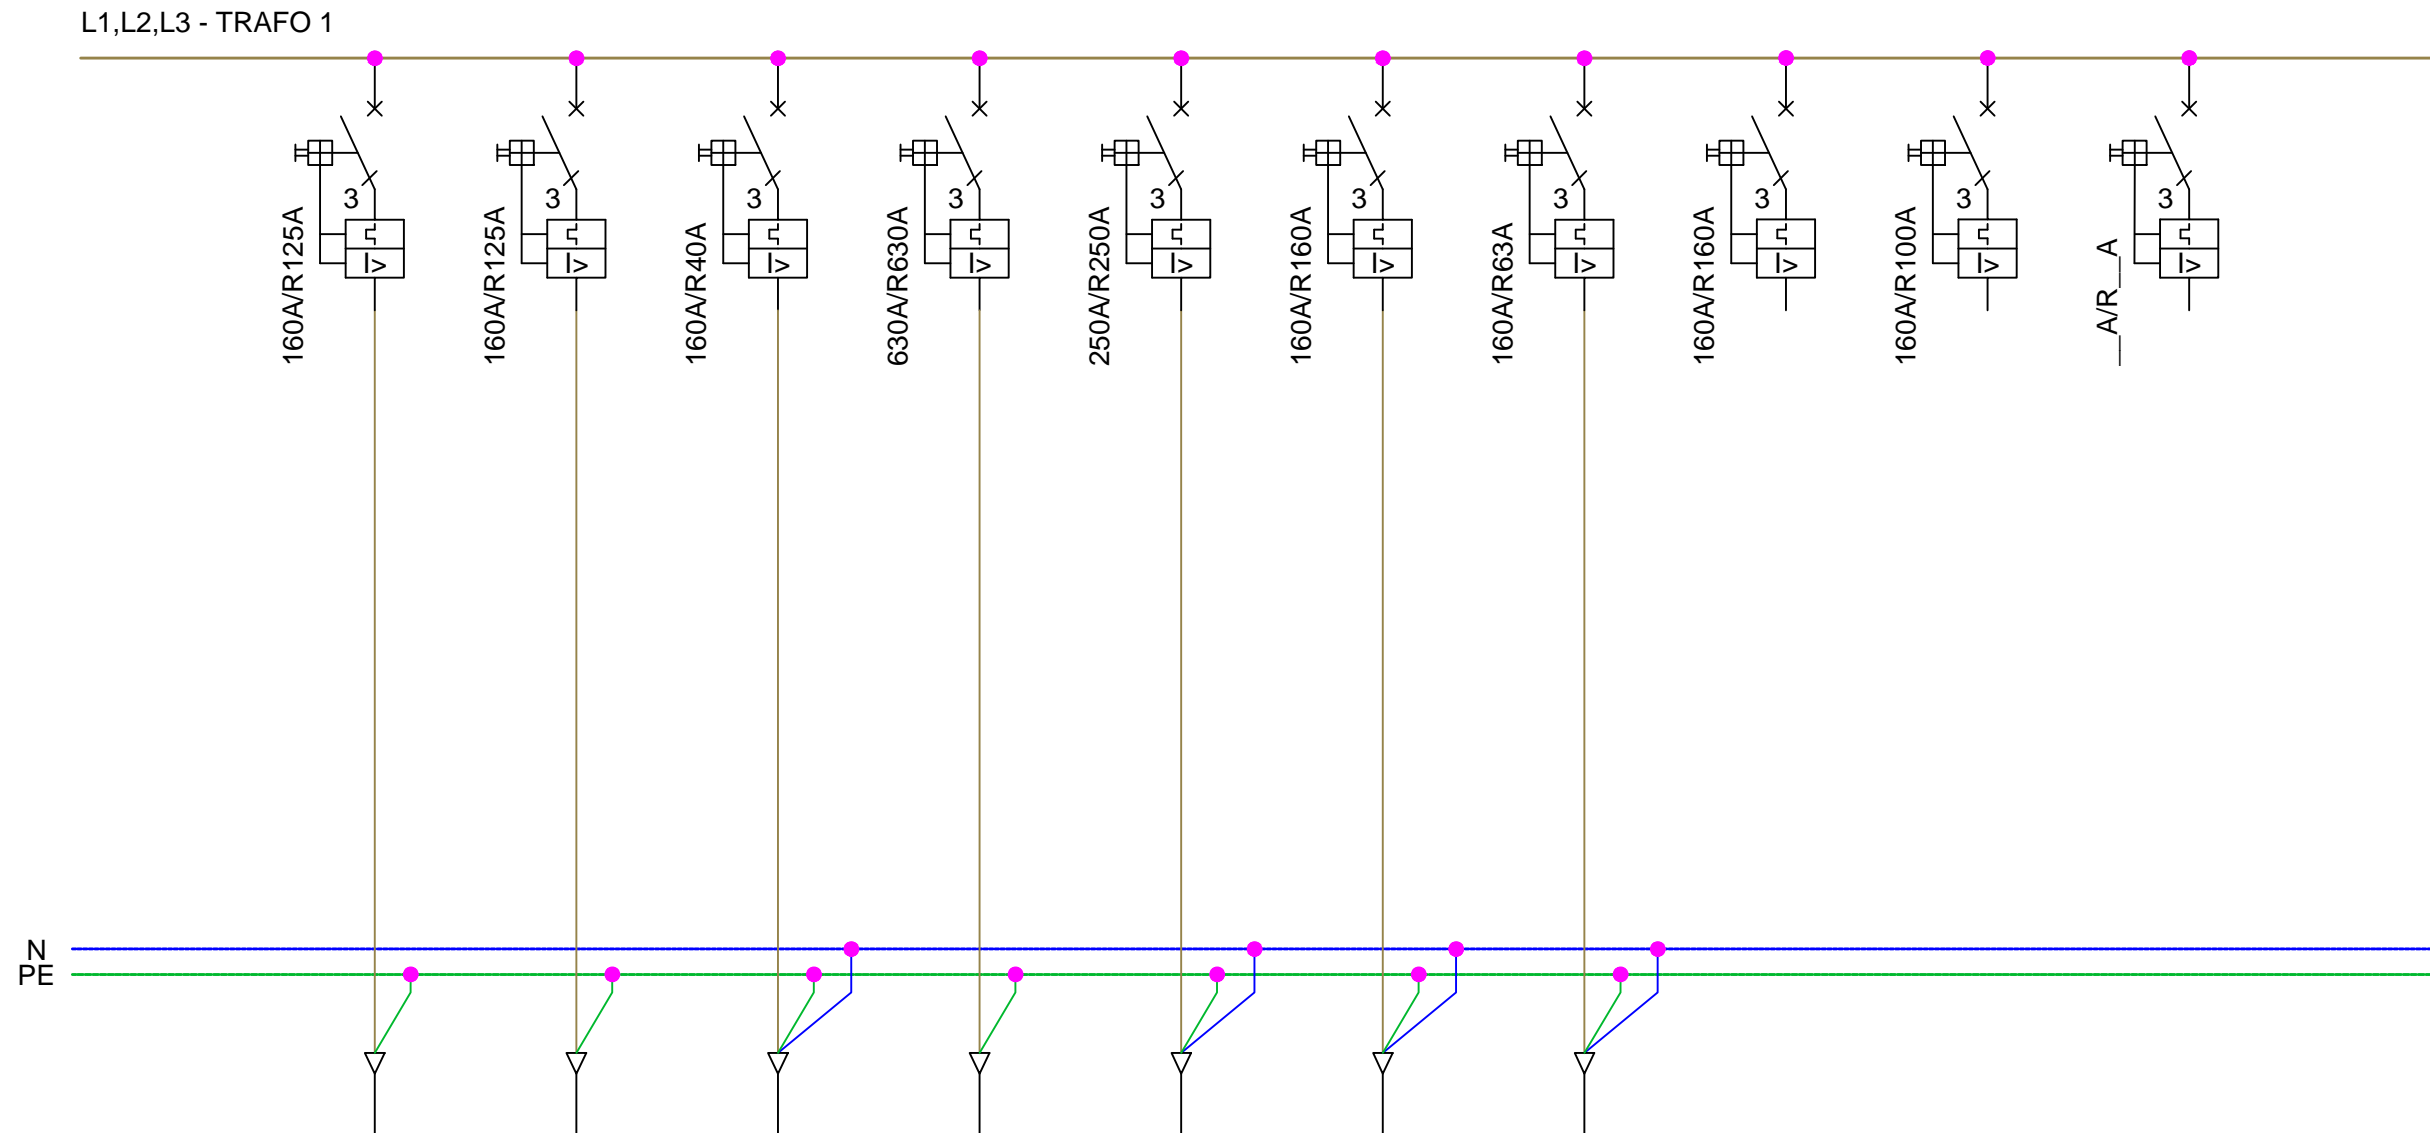 L1,L2,L3 - TRAFO 1
3
3
3
3
3
3
3
3
3
3
160A/R125A
160A/R125A
160A/R40A
630A/R630A
250A/R250A
160A/R160A
160A/R63A
160A/R160A
160A/R100A
__A/R__A
N
PE